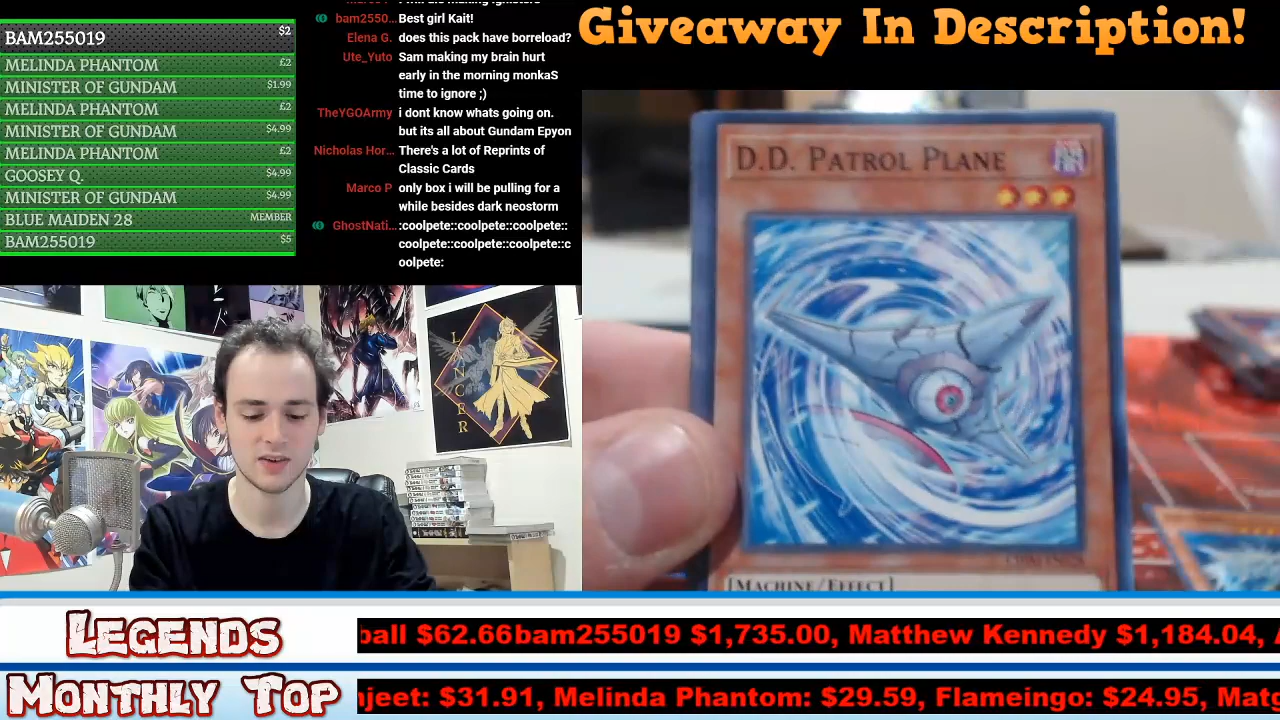 BAM255019 $2
MELINDA PHANTOM £2
MINISTER OF GUNDAM $1.99
MELINDA PHANTOM £2
MINISTER OF GUNDAM $4.99
MELINDA PHANTOM £2
GOOSEY Q. $4.99
MINISTER OF GUNDAM $4.99
BLUE MAIDEN 28 MEMBER
BAM255019 $5
bam2550... Best girl Kait!
Elena G. does this pack have borreload?
Ute_Yuto Sam making my brain hurt
early in the morning monkaS
time to ignore ;)
TheYGOArmy i dont know whats going on.
but its all about Gundam Epyon
Nicholas Hor... There's a lot of Reprints of
Classic Cards
Marco P only box i will be pulling for a
while besides dark neostorm
GhostNati... :coolpete::coolpete::coolpete::
coolpete::coolpete::coolpete::c
oolpete:
Giveaway In Description!
D.D. PATROL PLANE
[MACHINE/EFFECT]
LANCR
LEGENDS
ball $62.66bam255019 $1,735.00, Matthew Kennedy $1,184.04,
MONTHLY TOP
jeet: $31.91, Melinda Phantom: $29.59, Flameingo: $24.95, Matg